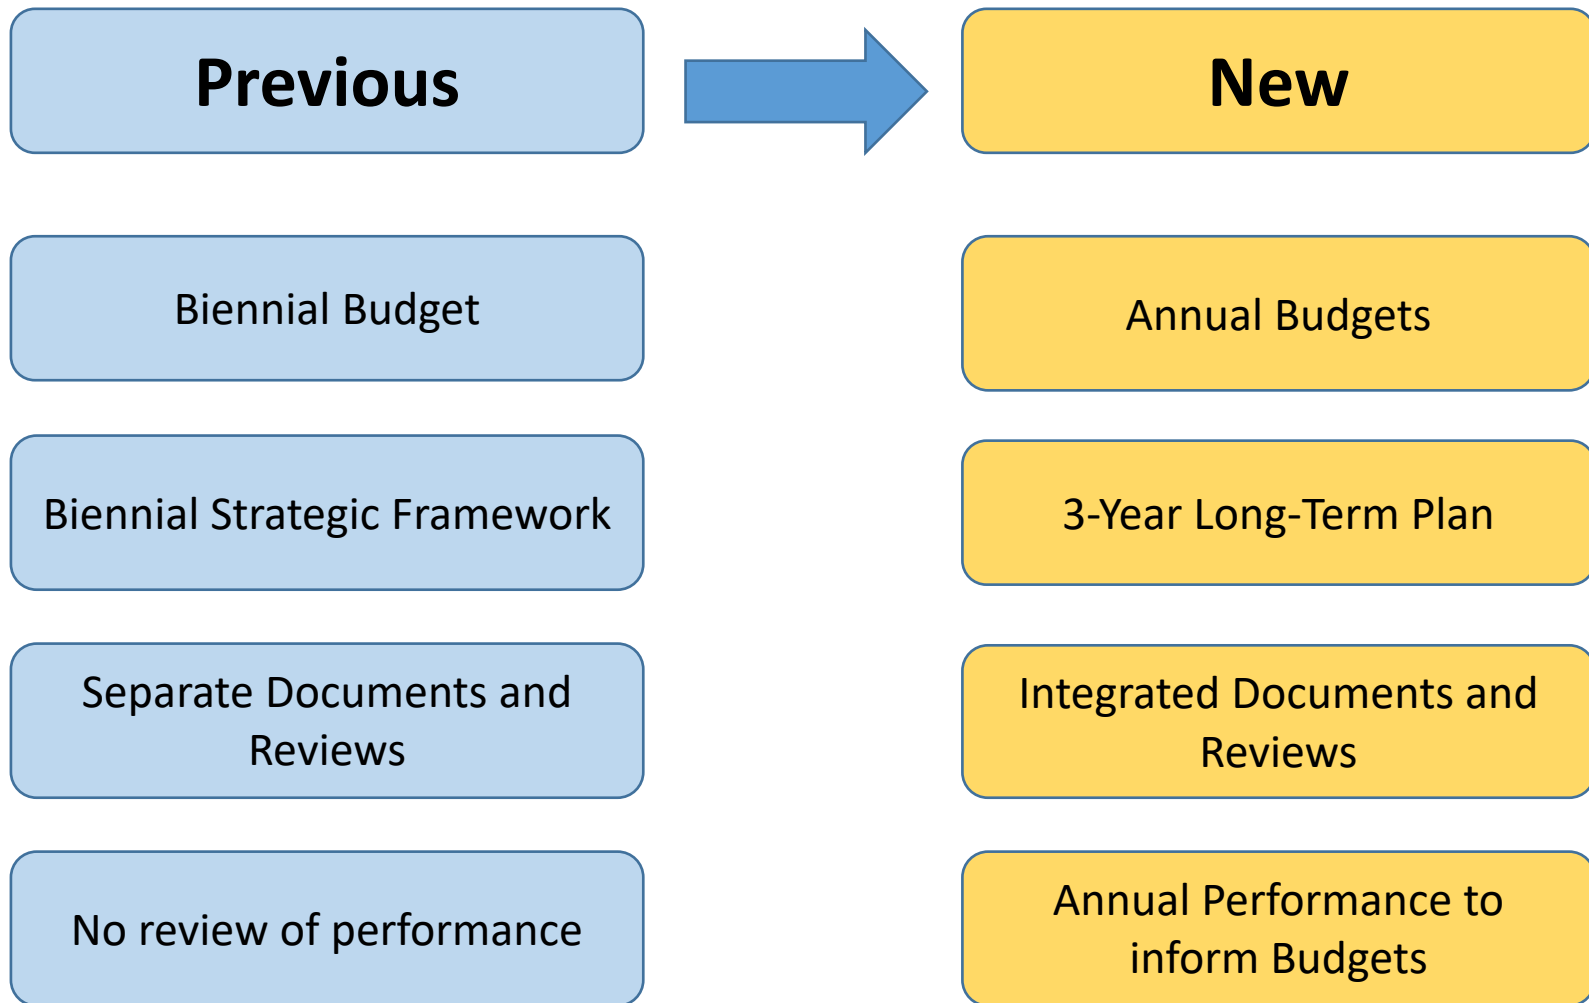 Previous
New
Biennial Budget
Annual Budgets
Biennial Strategic Framework
3-Year Long-Term Plan
Separate Documents and
Reviews
Integrated Documents and
Reviews
No review of performance
Annual Performance to
inform Budgets